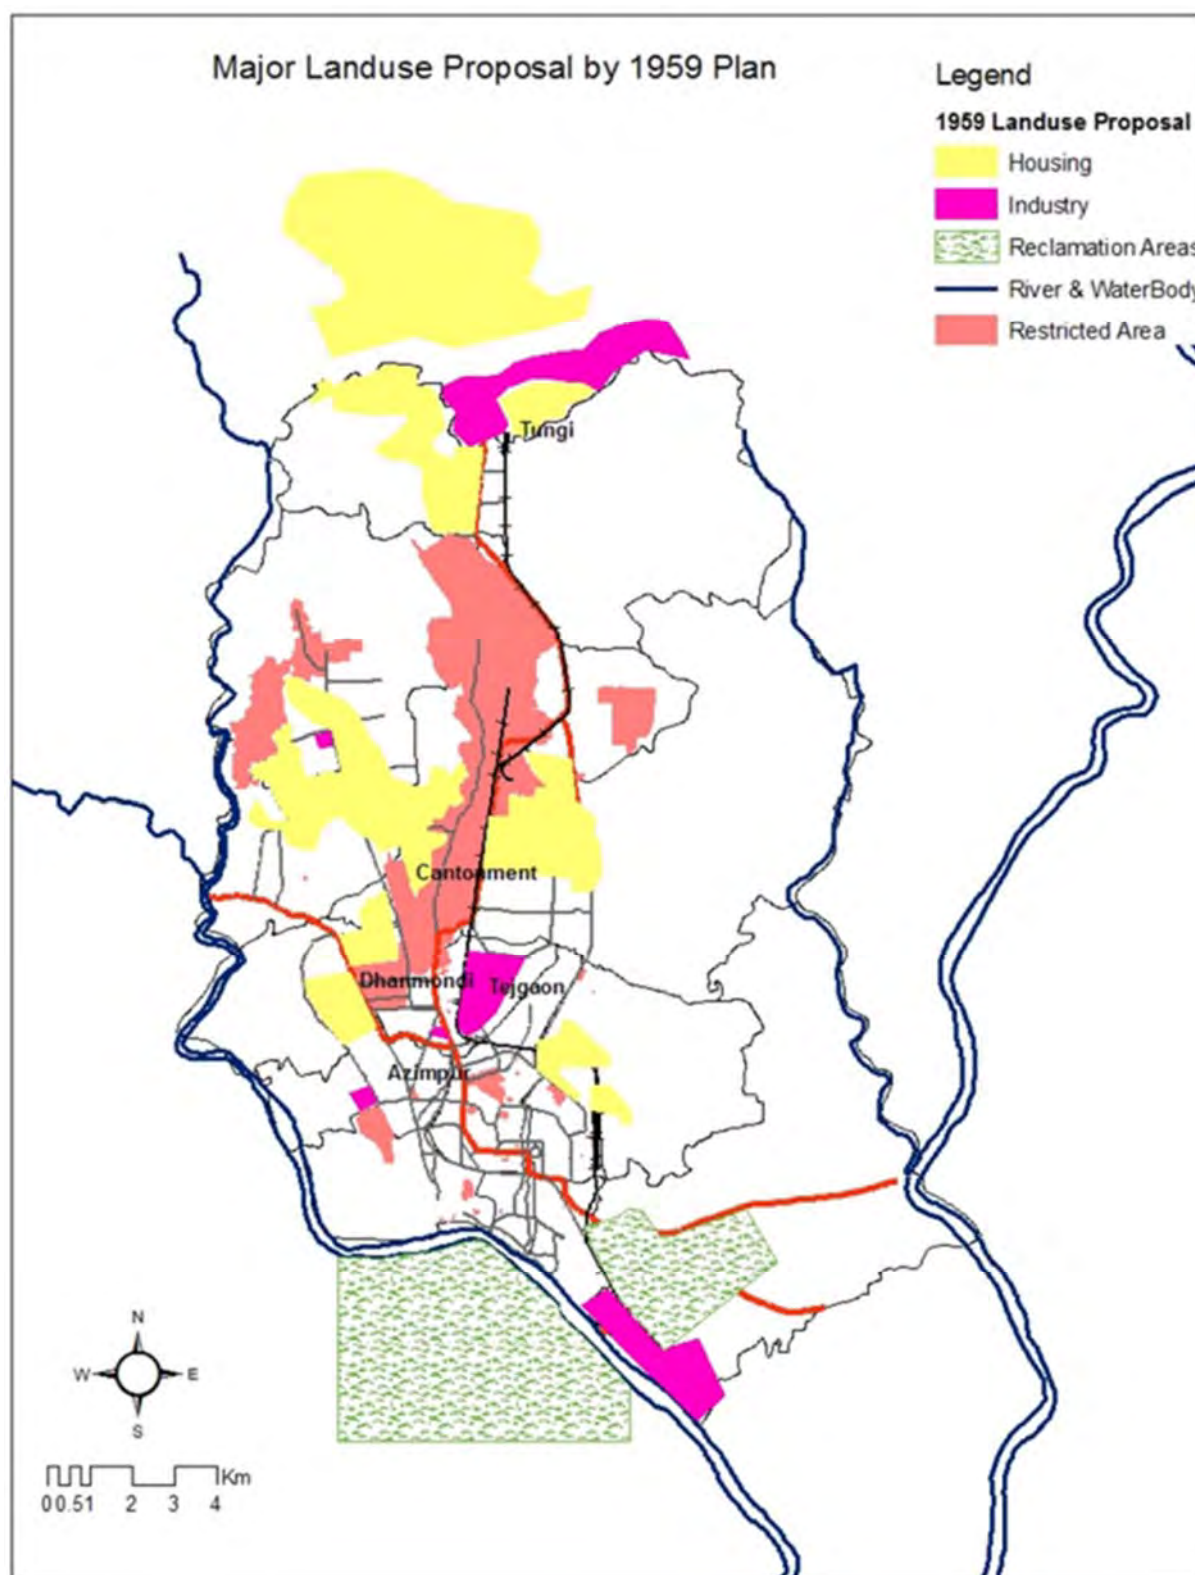 Major Landuse Proposal by 1959 Plan
Legend
1959 Landuse Proposal
Housing
Industry
Reclamation Areas
River & WaterBody
Restricted Area
Tungi
Cantonment
Dhanmondi
Tejgaon
Azimpur
N
W E
S
Km
0 0.5 1 2 3 4